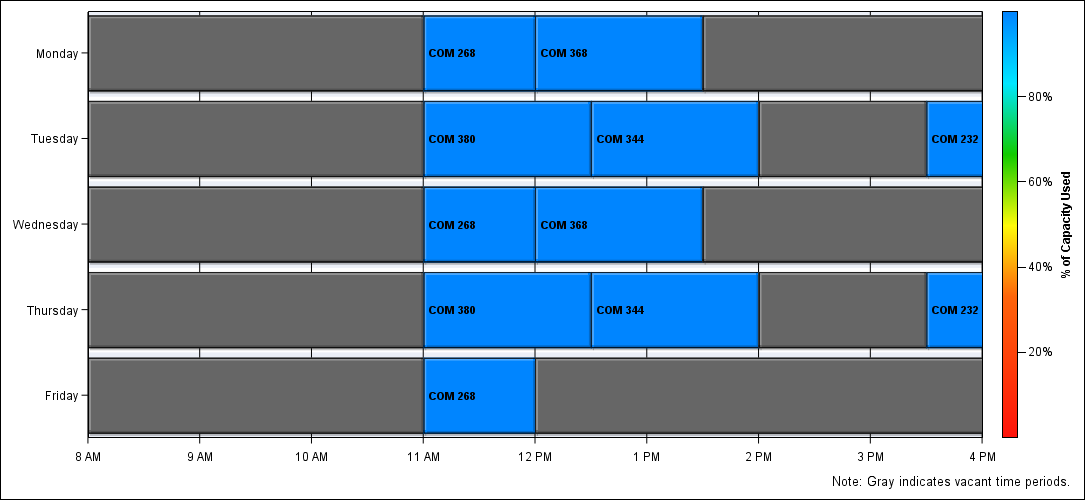 Monday
COM 268
COM 368
80%
Tuesday
COM 380
COM 344
COM 232
60%
Wednesday
COM 268
COM 368
% of Capacity Used
40%
Thursday
COM 380
COM 344
COM 232
20%
Friday
COM 268
8 AM 9 AM 10 AM 11 AM 12 PM 1 PM 2 PM 3 PM 4 PM
Note: Gray indicates vacant time periods.